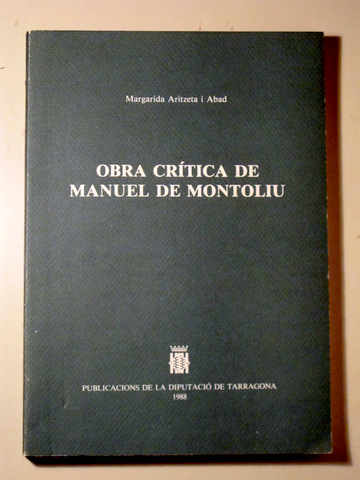 Margarida Aritzeta i Abad
OBRA CRÍTICA DE
MANUEL DE MONTOLIU
PUBLICACIONS DE LA DIPUTACIÓ DE TARRAGONA
1988